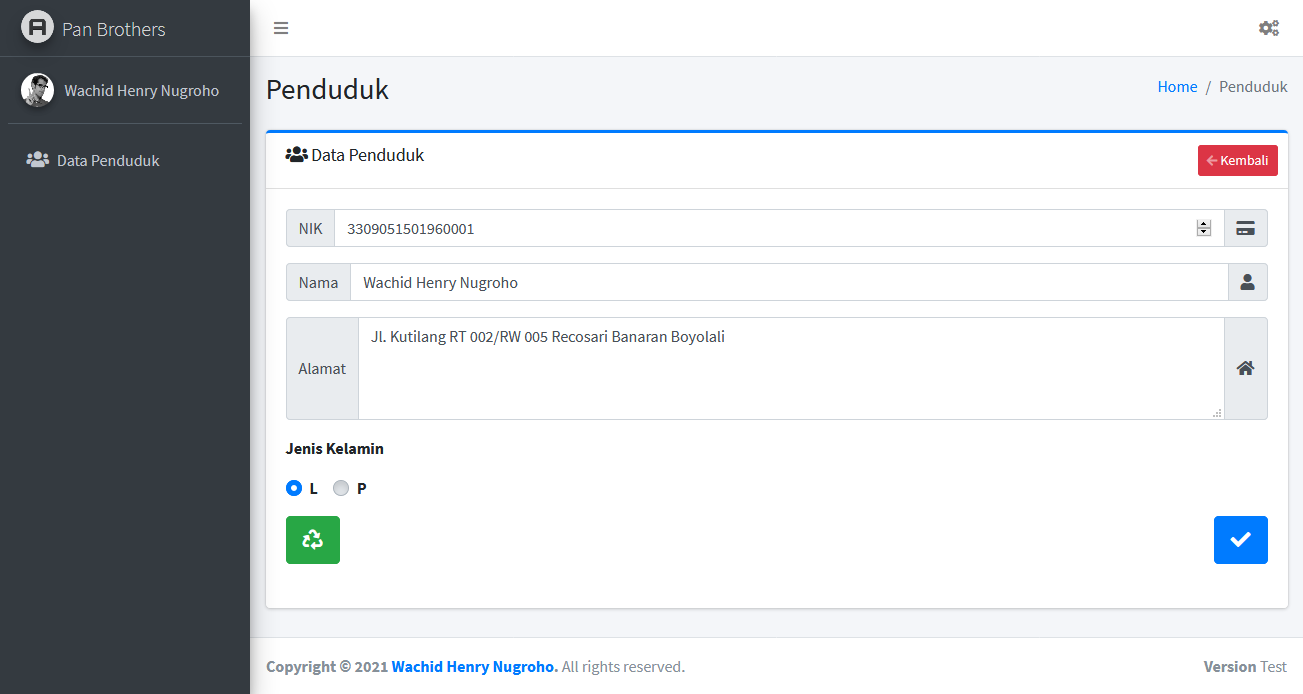 Pan Brothers
Wachid Henry Nugroho
Data Penduduk
Penduduk
Home / Penduduk
Data Penduduk
Kembali
NIK 3309051501960001
Nama Wachid Henry Nugroho
Alamat Jl. Kutilang RT 002/RW 005 Recosari Banaran Boyolali
Jenis Kelamin
L P
Copyright © 2021 Wachid Henry Nugroho. All rights reserved.
Version Test